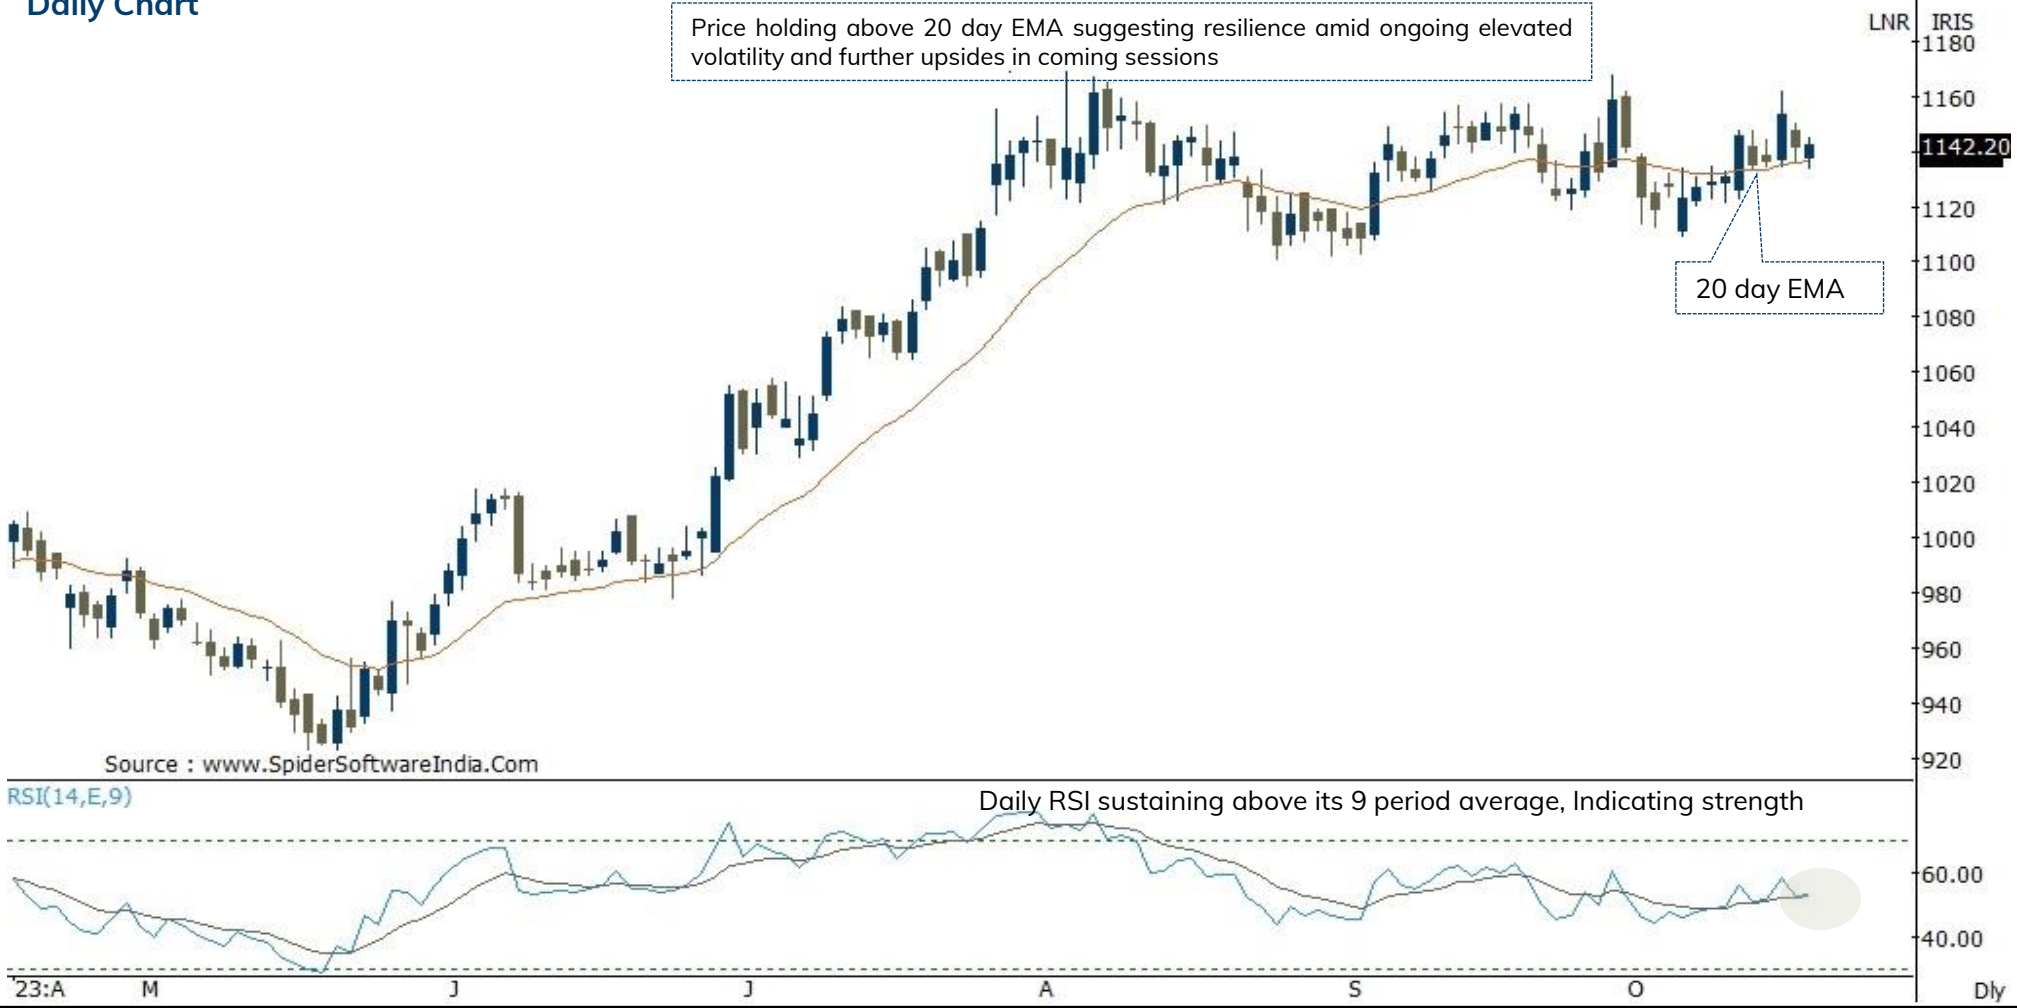 Daily Chart
Price holding above 20 day EMA suggesting resilience amid ongoing elevated
volatility and further upsides in coming sessions
LNR IRIS
1180
1160
1142.20
1120
1100
20 day EMA
1080
1060
1040
1020
1000
980
960
940
920
Source : www.SpiderSoftwareIndia.Com
RSI(14,E,9)
Daily RSI sustaining above its 9 period average, Indicating strength
60.00
40.00
'23:A M J J A S O Dly